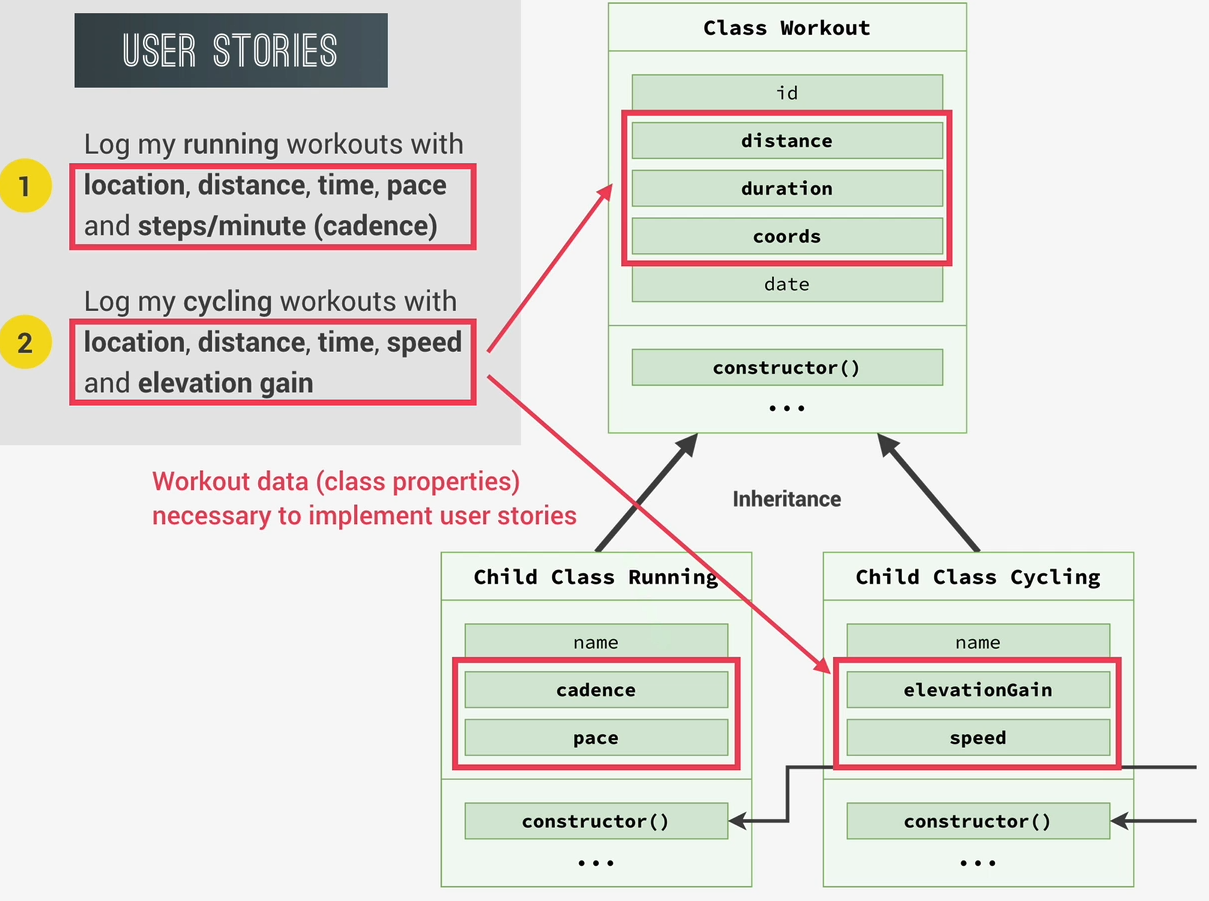 USER STORIES
1
Log my running workouts with
location, distance, time, pace
and steps/minute (cadence)
2
Log my cycling workouts with
location, distance, time, speed
and elevation gain
Workout data (class properties)
necessary to implement user stories
Class Workout
id
distance
duration
coords
date
constructor()
...
Inheritance
Child Class Running
name
cadence
pace
constructor()
...
Child Class Cycling
name
elevationGain
speed
constructor()
...